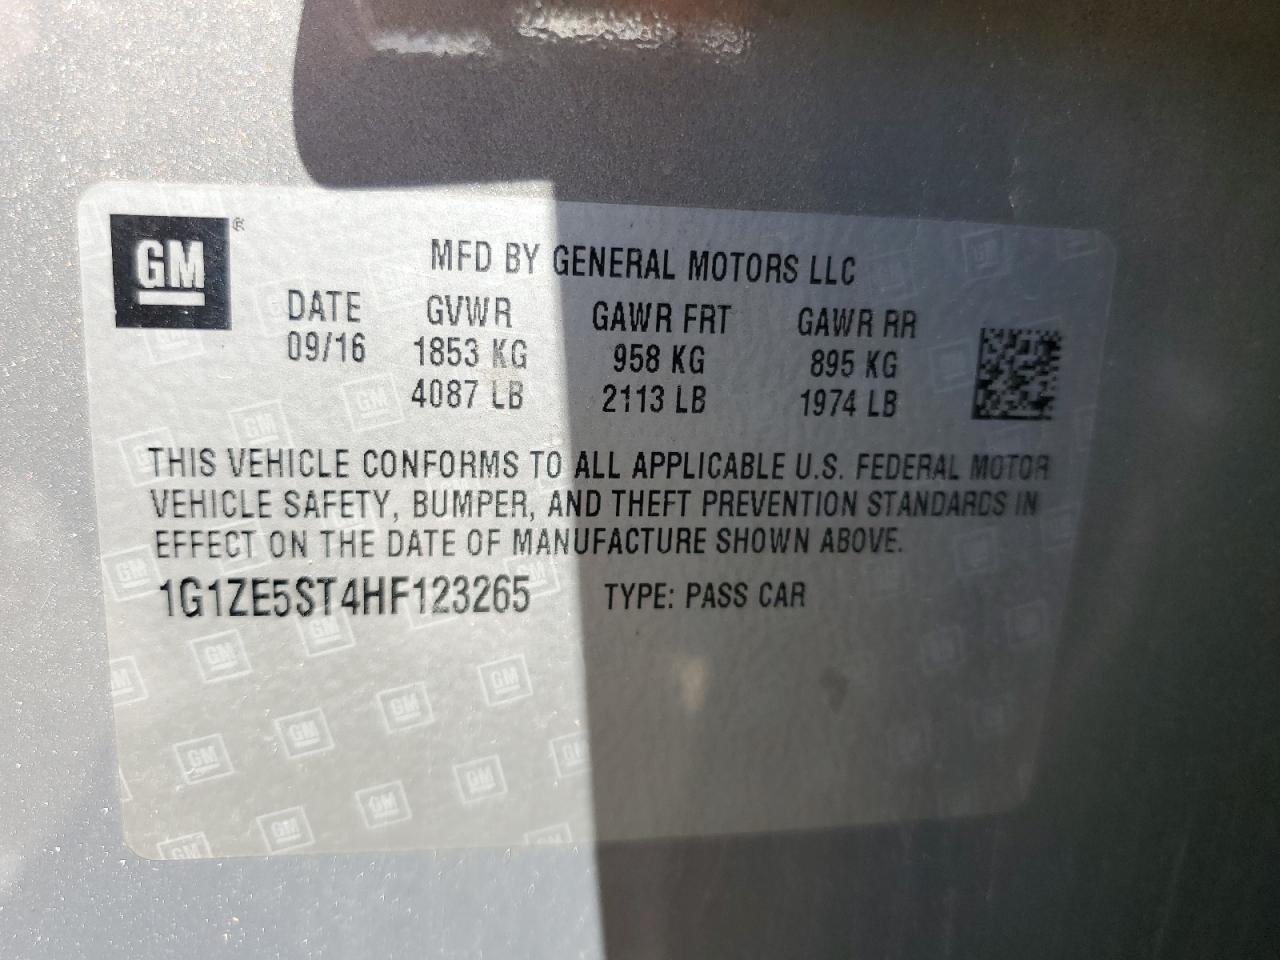 GM ®
MFD BY GENERAL MOTORS LLC
DATE GVWR GAWR FRT GAWR RR
09/16 1853 KG 958 KG 895 KG
4087 LB 2113 LB 1974 LB
THIS VEHICLE CONFORMS TO ALL APPLICABLE U.S. FEDERAL MOTOR
VEHICLE SAFETY, BUMPER, AND THEFT PREVENTION STANDARDS IN
EFFECT ON THE DATE OF MANUFACTURE SHOWN ABOVE.
1G1ZE5ST4HF123265 TYPE: PASS CAR